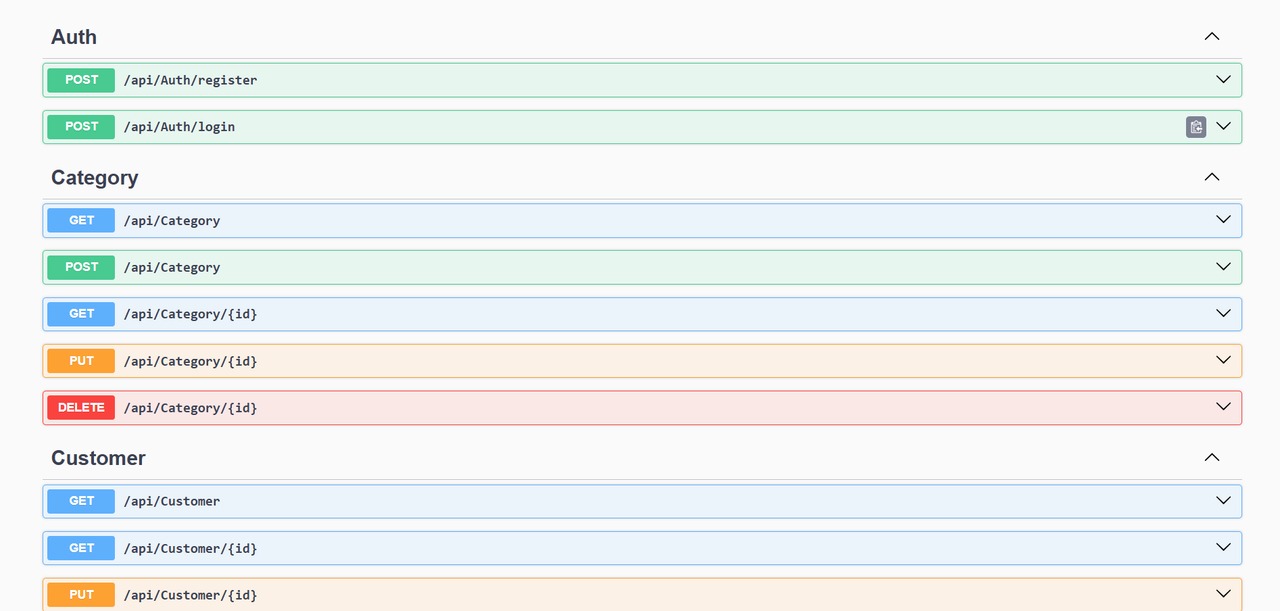 Auth
POST /api/Auth/register
POST /api/Auth/login
Category
GET /api/Category
POST /api/Category
GET /api/Category/{id}
PUT /api/Category/{id}
DELETE /api/Category/{id}
Customer
GET /api/Customer
GET /api/Customer/{id}
PUT /api/Customer/{id}